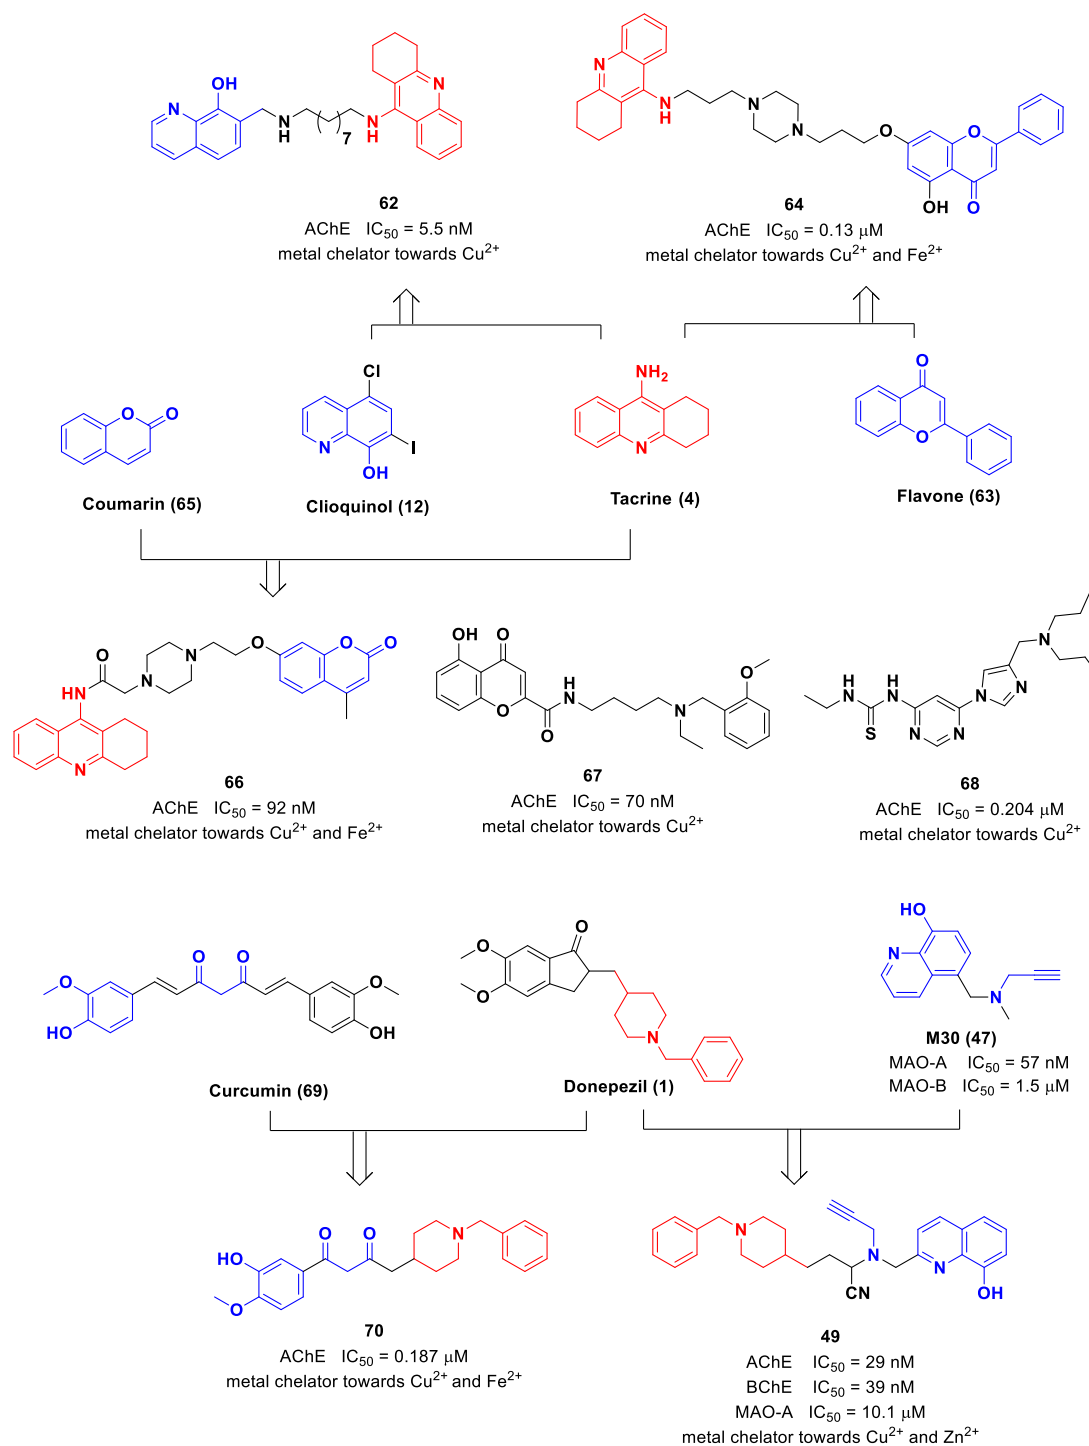 OH
N
N
H
7
N
H
N
62
AChE IC50 = 5.5 nM
metal chelator towards Cu2+
N
N
H
N
N
O
O
OH
O
64
AChE IC50 = 0.13 μM
metal chelator towards Cu2+ and Fe2+
O
O
Coumarin (65)
Cl
N
I
OH
Clioquinol (12)
NH2
N
Tacrine (4)
O
O
Flavone (63)
O
HN
N
N
O
O
O
N
66
AChE IC50 = 92 nM
metal chelator towards Cu2+ and Fe2+
OH
O
O
H
N
O
N
O
67
AChE IC50 = 70 nM
metal chelator towards Cu2+
H
N
S
H
N
N
N
N
N
N
68
AChE IC50 = 0.204 μM
metal chelator towards Cu2+
O
O
O
HO
O
OH
Curcumin (69)
O
O
O
N
Donepezil (1)
HO
N
N
M30 (47)
MAO-A IC50 = 57 nM
MAO-B IC50 = 1.5 μM
HO
O
O
O
N
70
AChE IC50 = 0.187 μM
metal chelator towards Cu2+ and Fe2+
N
CN
N
N
OH
49
AChE IC50 = 29 nM
BChE IC50 = 39 nM
MAO-A IC50 = 10.1 μM
metal chelator towards Cu2+ and Zn2+